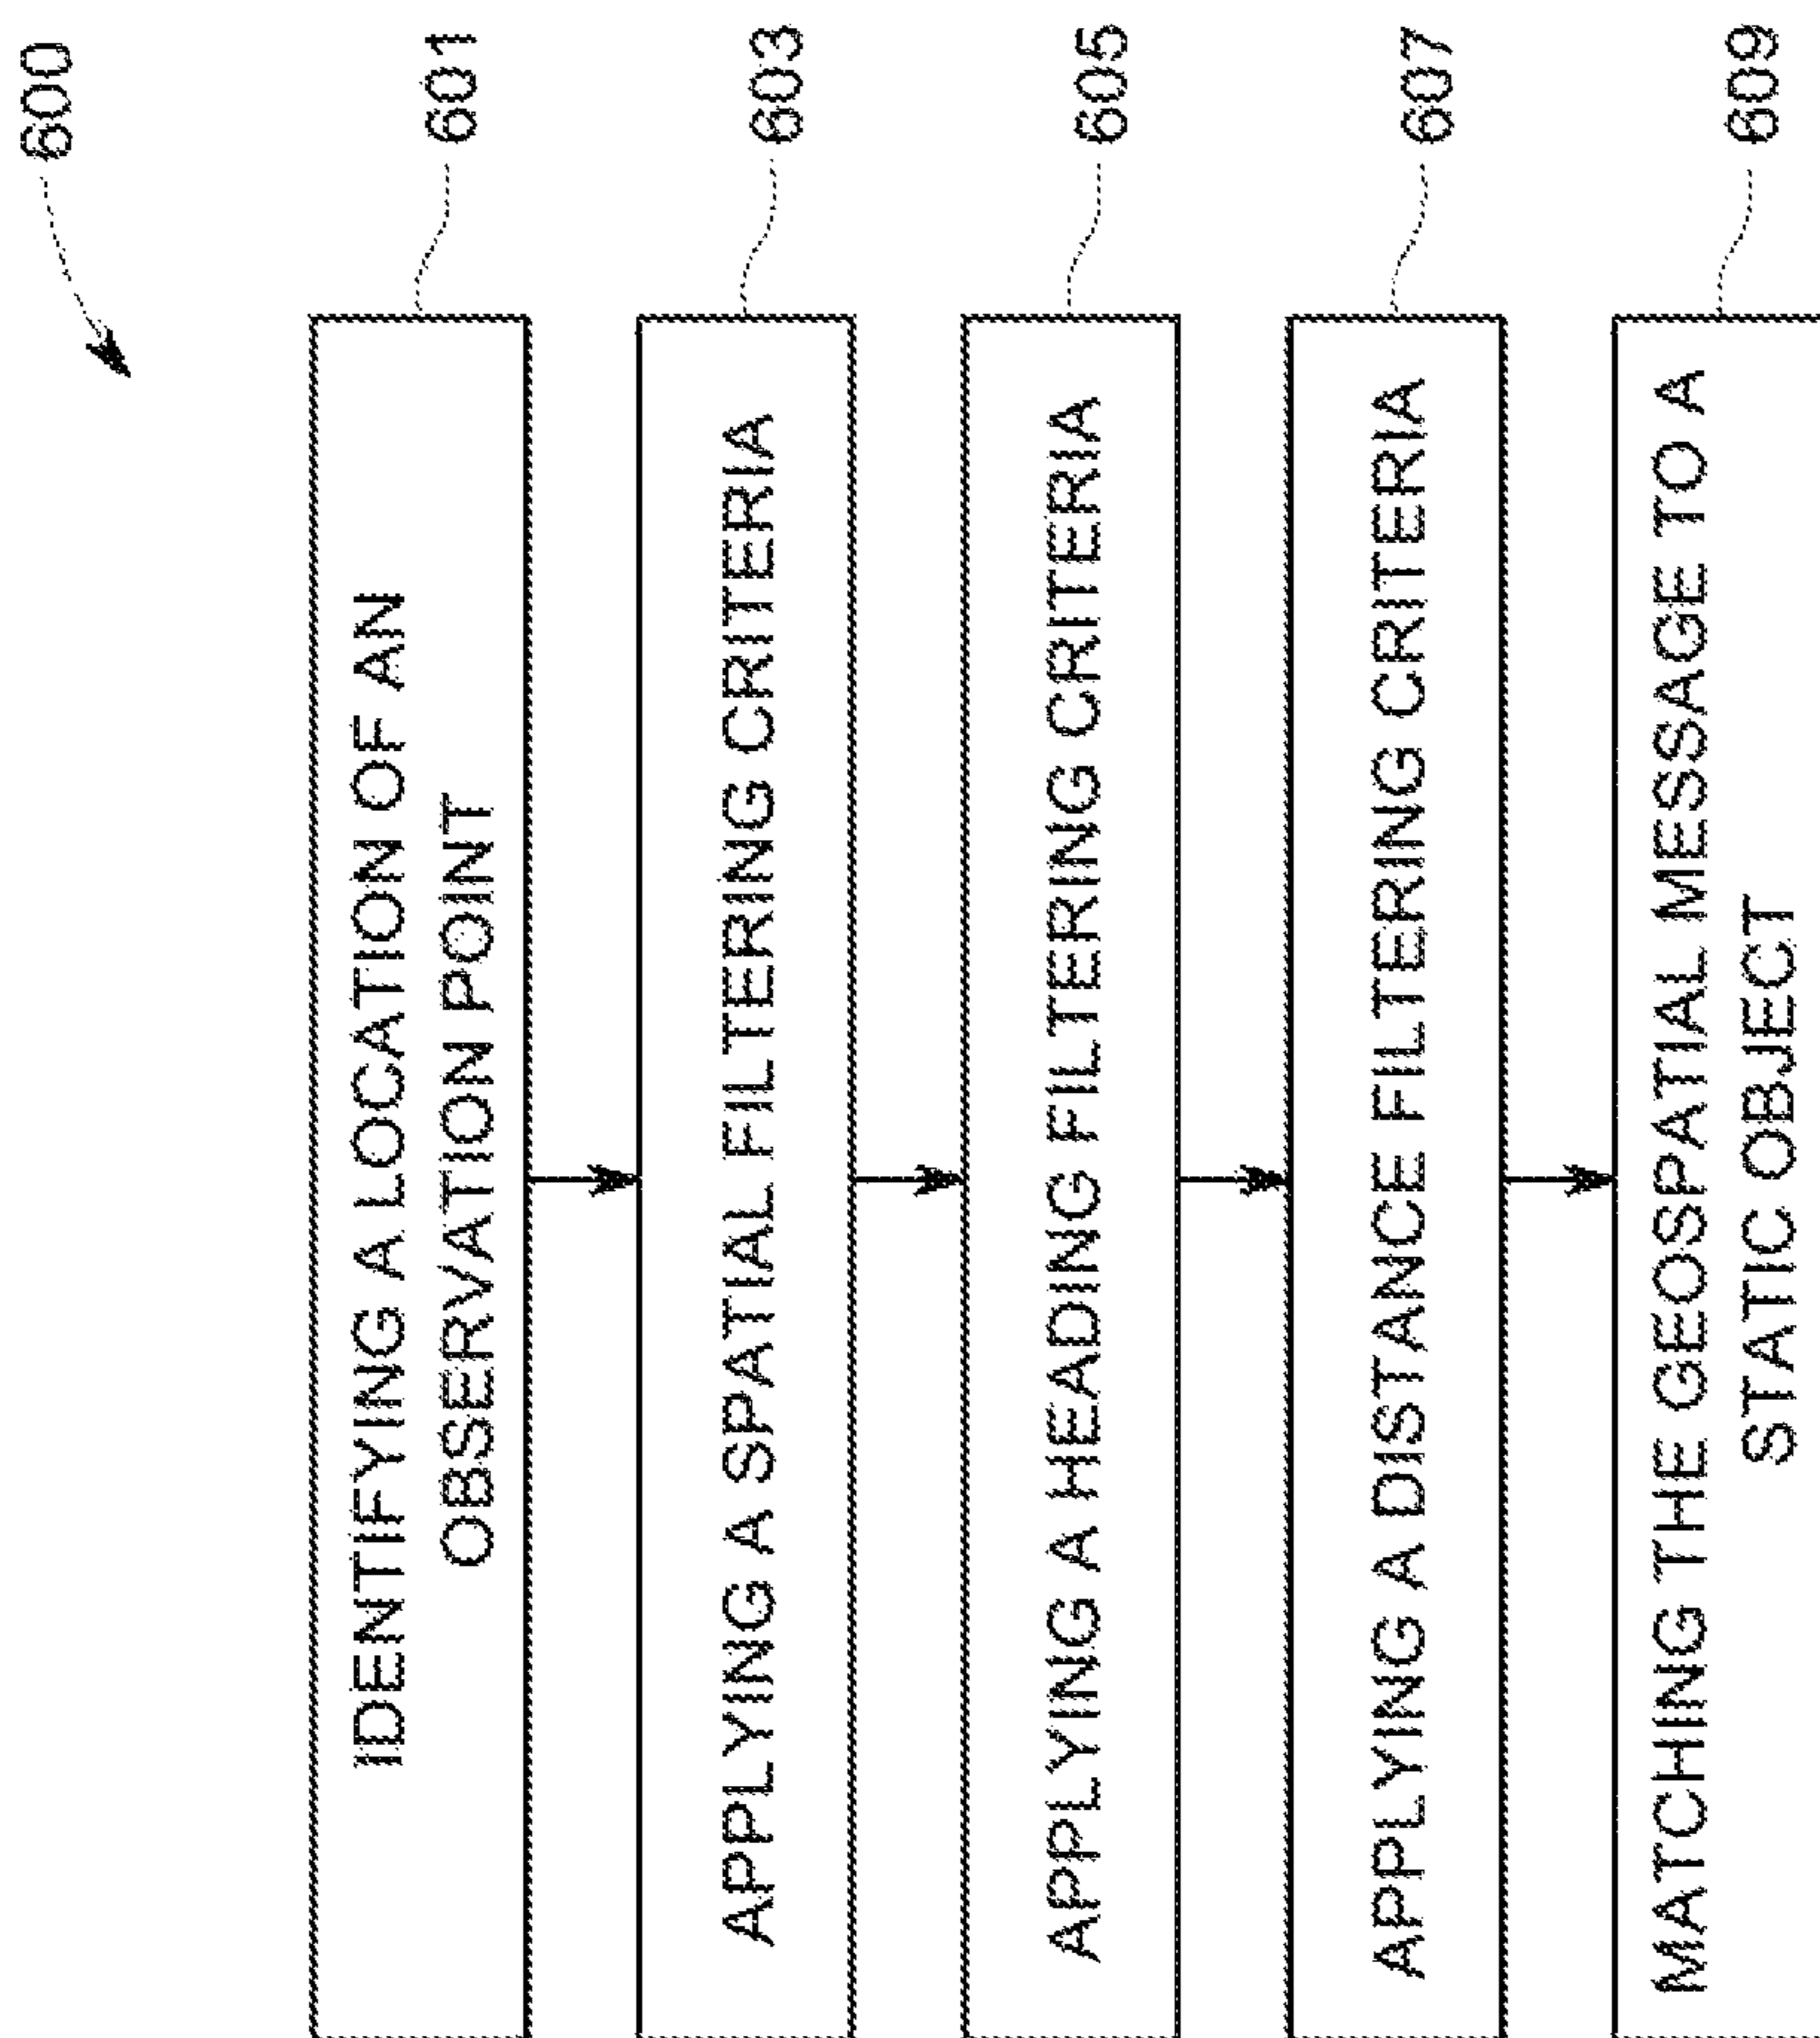 600
IDENTIFYING A LOCATION OF AN
OBSERVATION POINT
601
APPLYING A SPATIAL FILTERING CRITERIA
603
APPLYING A HEADING FILTERING CRITERIA
605
APPLYING A DISTANCE FILTERING CRITERIA
607
MATCHING THE GEOSPATIAL MESSAGE TO A
STATIC OBJECT
609